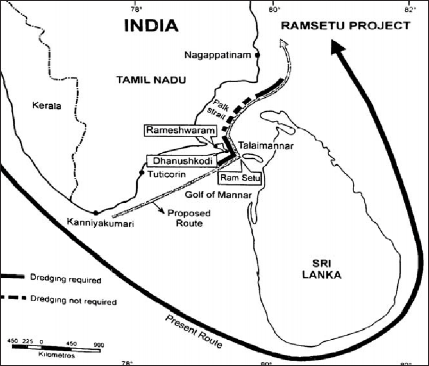 78°
80°
82°
INDIA
RAMSETU PROJECT
Nagappatinam
TAMIL NADU
Kerala
Palk
strait
Rameshwaram
Talaimannar
Dhanushkodi
Ram Setu
Tuticorin
Golf of Mannar
Proposed
Route
Kanniyakumari
SRI
LANKA
Dredging required
Dredging not required
Present Route
450 225 0 450 900
Kilometres
78°
80°
82°